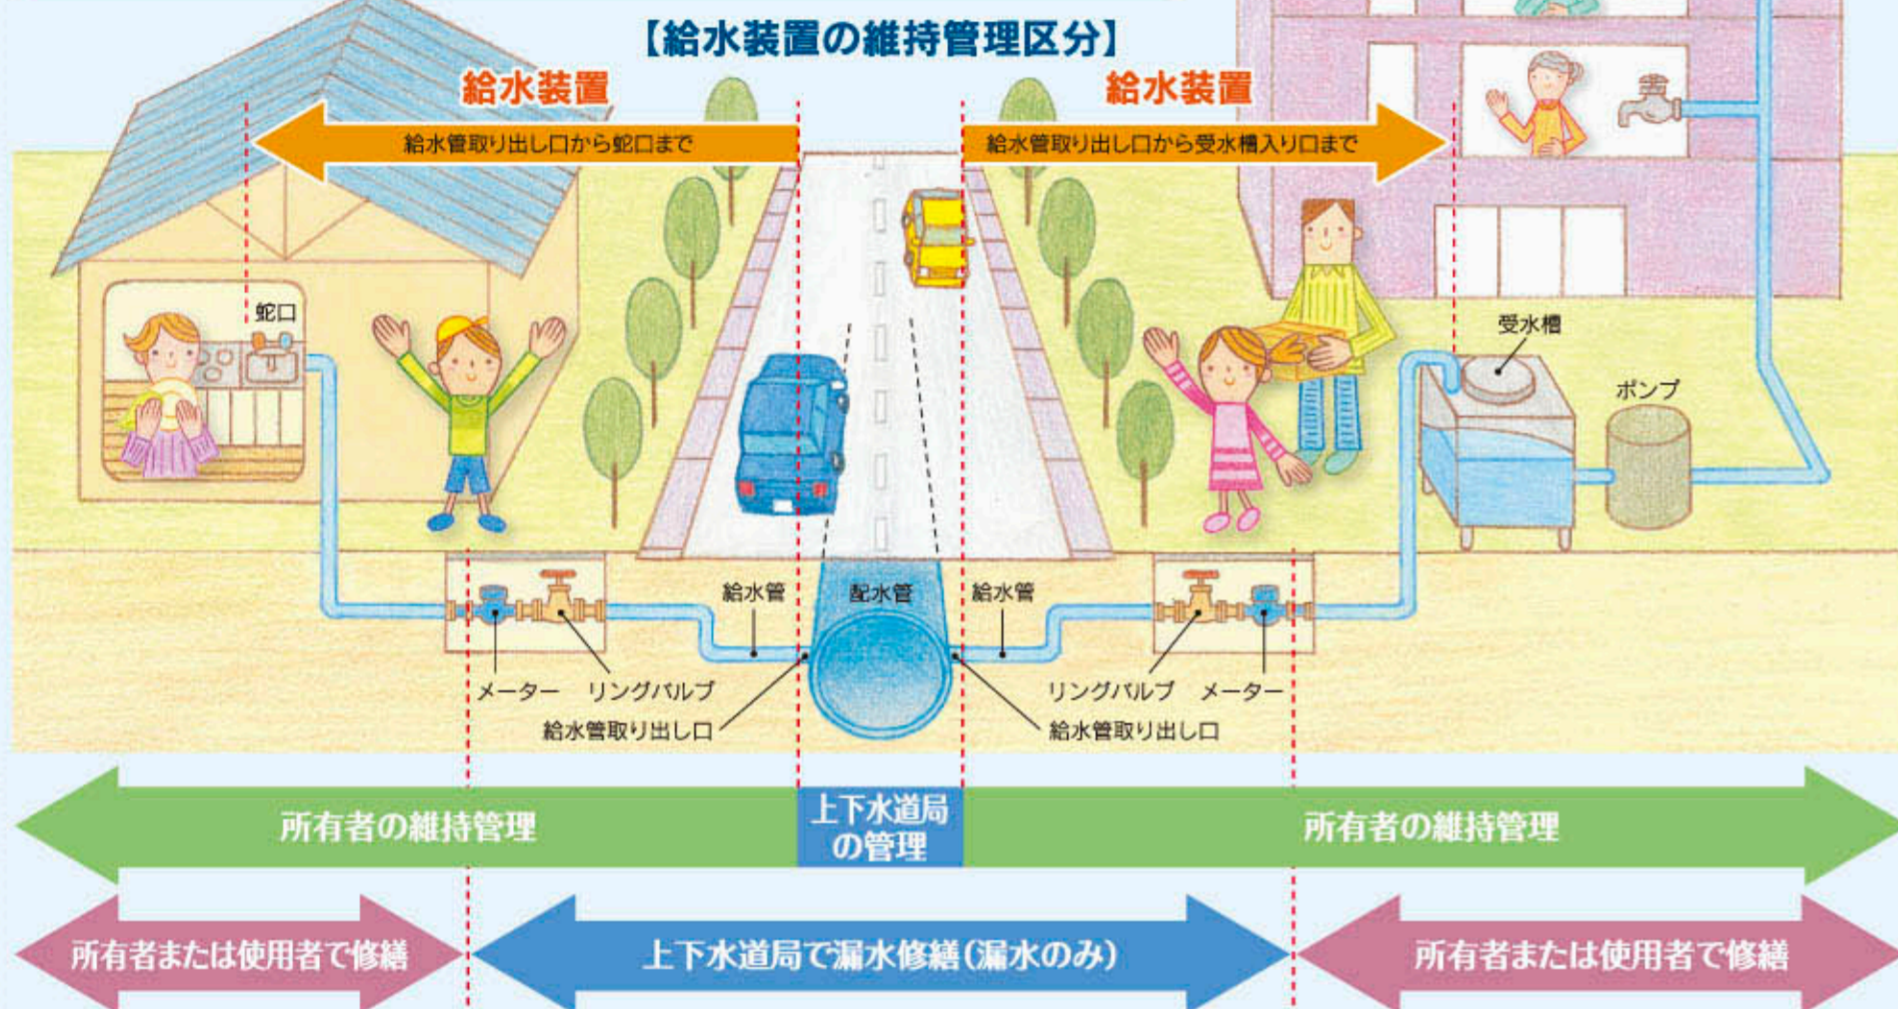 【給水装置の維持管理区分】
給水装置
給水装置
給水管取り出し口から蛇口まで
給水管取り出し口から受水槽入り口まで
蛇口
受水槽
ポンプ
給水管
配水管
給水管
メーター
リングバルブ
リングバルブ
メーター
給水管取り出し口
給水管取り出し口
所有者の維持管理
上下水道局
の管理
所有者の維持管理
所有者または使用者で修繕
上下水道局で漏水修繕(漏水のみ)
所有者または使用者で修繕